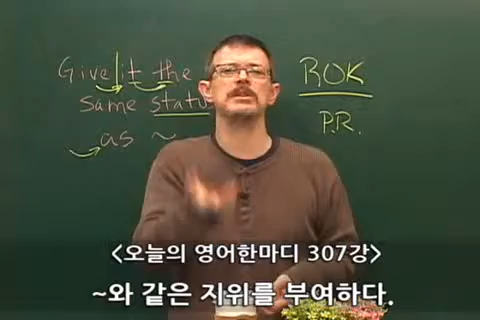 Give it the
same statu
as ~
ROK
P.R.
<오늘의 영어한마디 307강>
~와 같은 지위를 부여하다.